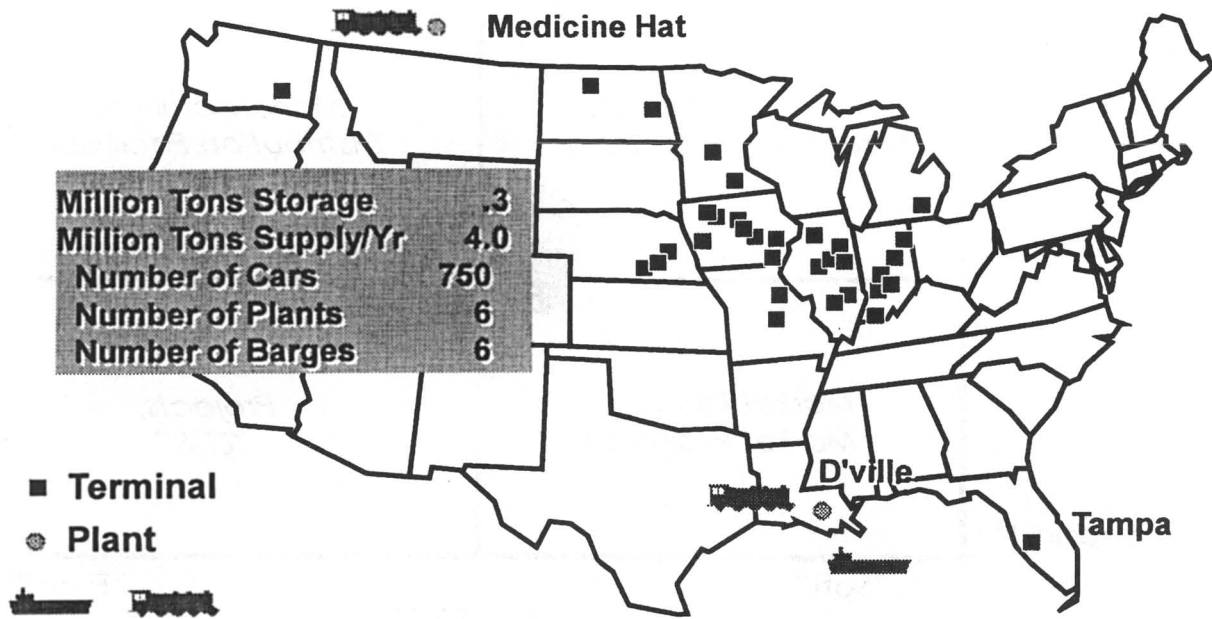 Medicine Hat
Million Tons Storage .3
Million Tons Supply/Yr 4.0
Number of Cars 750
Number of Plants 6
Number of Barges 6
D'ville
Tampa
Terminal
Plant